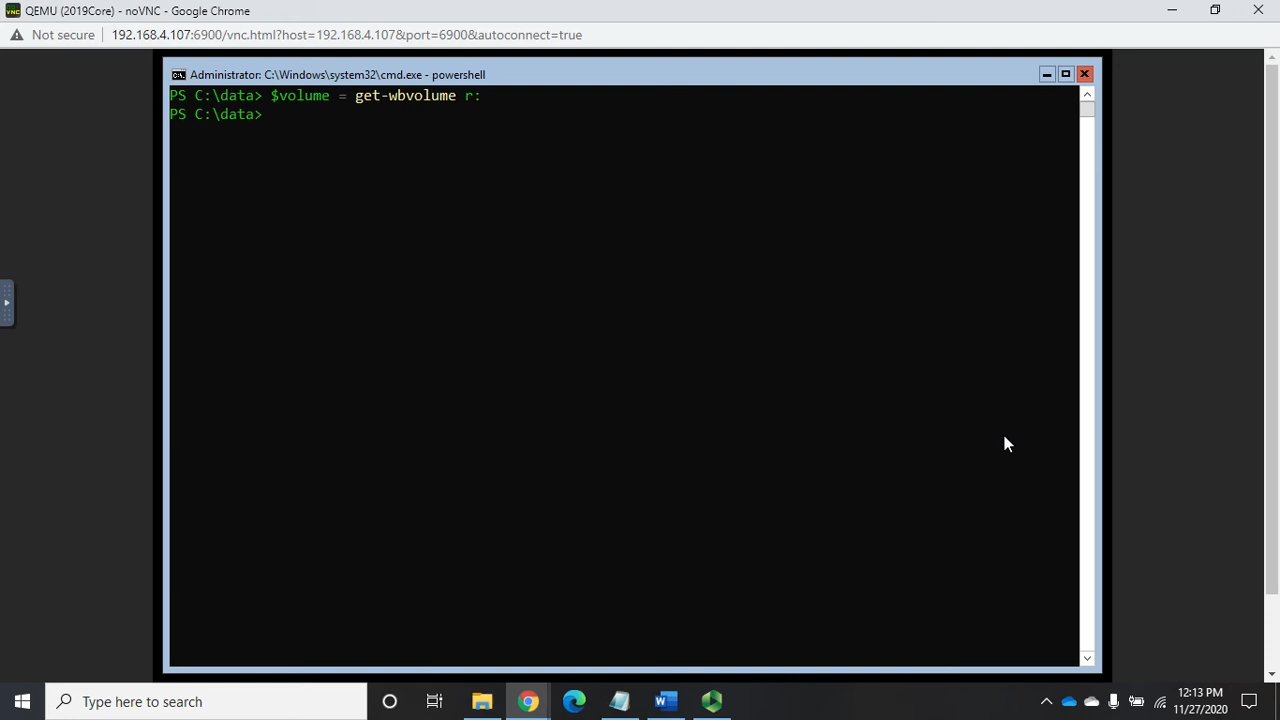 QEMU (2019Core) - noVNC - Google Chrome
Not secure 192.168.4.107:6900/vnc.html?host=192.168.4.107&port=6900&autoconnect=true
Administrator: C:\Windows\system32\cmd.exe - powershell
PS C:\data> $volume = get-wbvolume r:
PS C:\data>
Type here to search
12:13 PM
11/27/2020